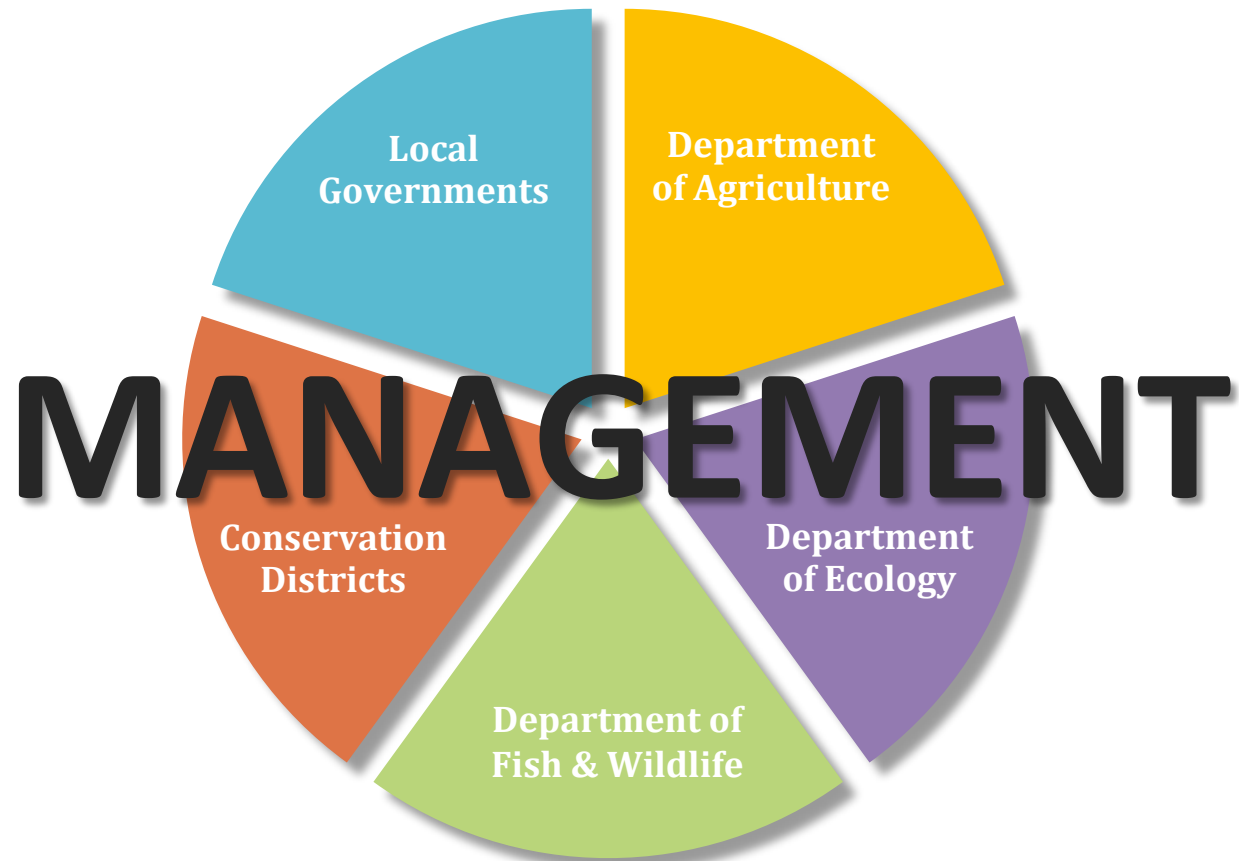 Local
Governments
Department
of Agriculture
MANAGEMENT
Conservation
Districts
Department
of Ecology
Department of
Fish & Wildlife